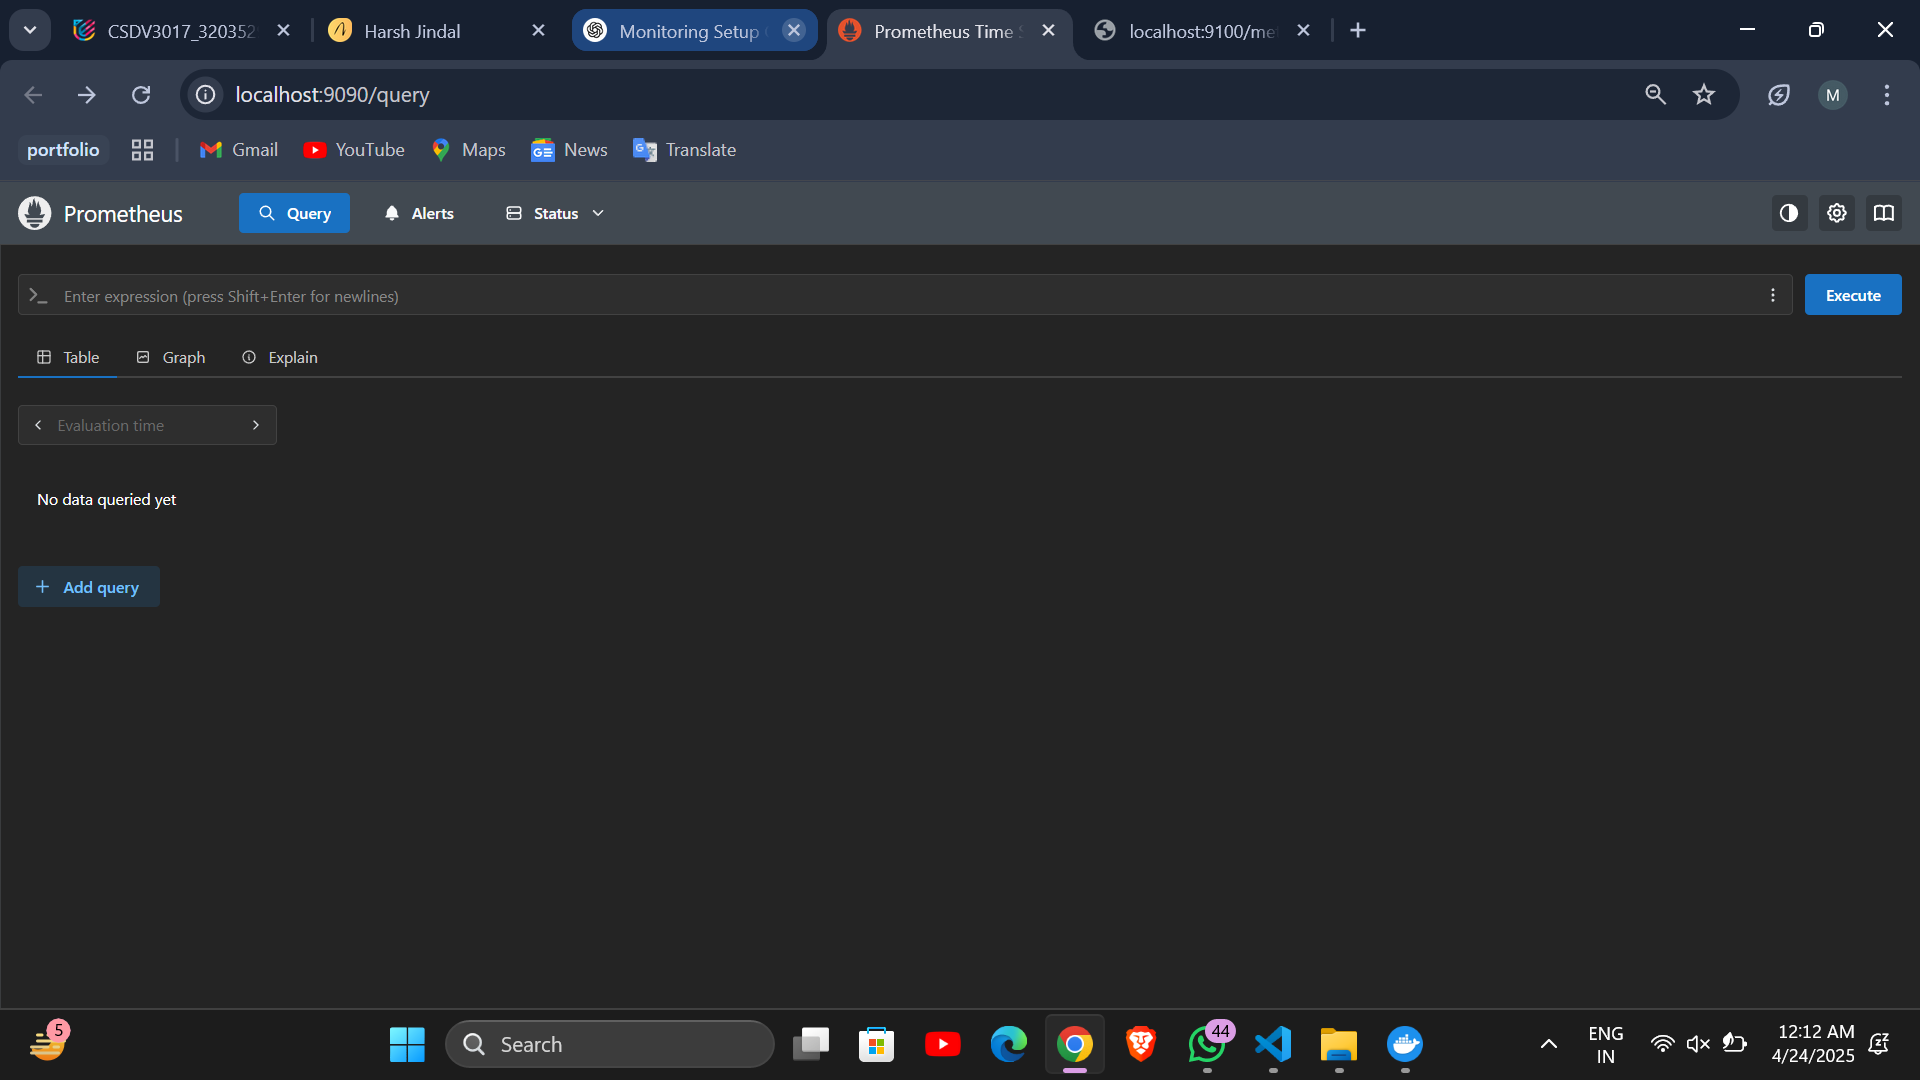 CSDV3017_320352
Harsh Jindal
Monitoring Setup
Prometheus Time
localhost:9100/me
localhost:9090/query
M
portfolio
Gmail
YouTube
Maps
News
Translate
Prometheus
Query
Alerts
Status
Enter expression (press Shift+Enter for newlines)
Execute
Table
Graph
Explain
Evaluation time
No data queried yet
Add query
5
Search
44
ENG
IN
12:12 AM
4/24/2025